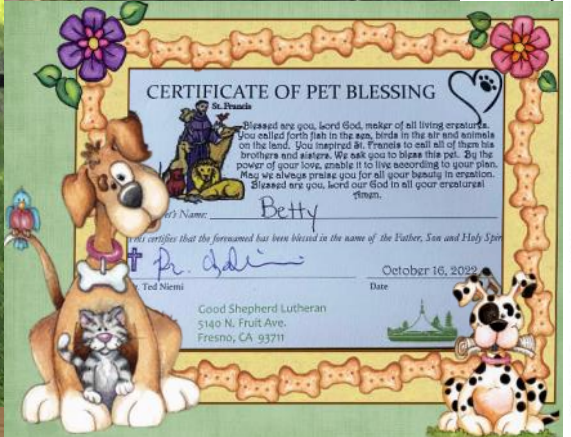 CERTIFICATE OF PET BLESSING
St. Francis
Blessed are you, Lord God, maker of all living creatures.
You called forth fish in the sea, birds in the air and animals
on the land. You inspired St. Francis to call all of them his
brothers and sisters. We ask you to bless this pet. By the
power of your love, enable it to live according to your plan.
May we always praise you for all your beauty in creation.
Blessed are you, Lord our God in all your creatures!
Amen.
Name: Betty
certifies that the forenamed has been blessed in the name of the Father, Son and Holy
October 16, 2022
Ted Niemi
Date
Good Shepherd Lutheran
5140 N. Fruit Ave.
Fresno, CA 93711